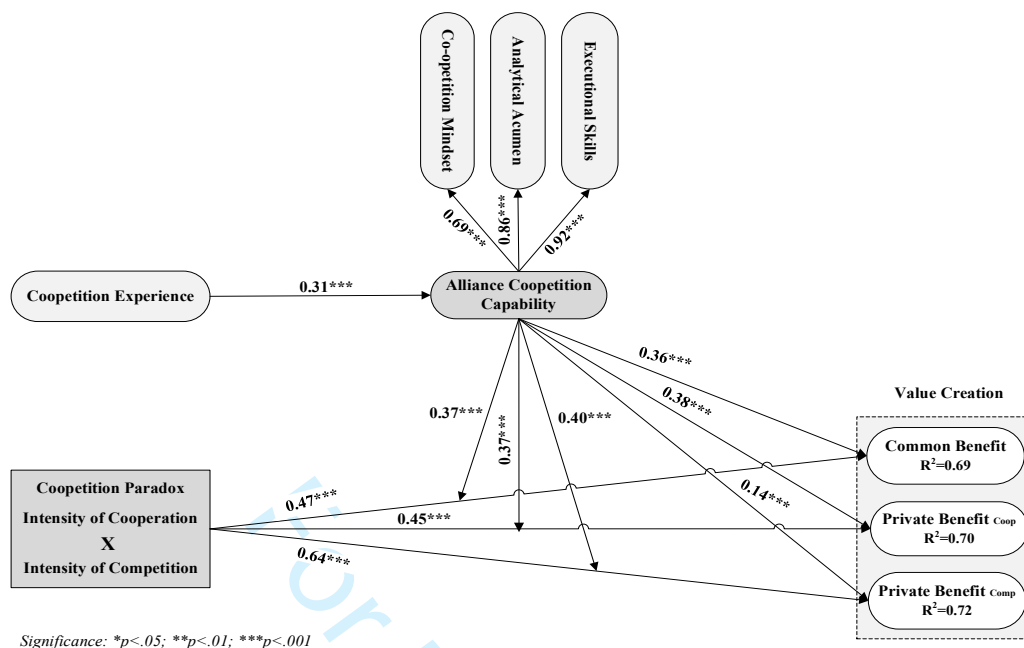 Co-opetition Mindset
Analytical Acumen
Executional Skills
0.69***
0.86***
0.92***
Coopetition Experience
0.31***
Alliance Coopetition
Capability
0.36***
0.38***
0.14***
0.37***
0.37***
0.40***
Value Creation
Common Benefit
R²=0.69
Private Benefit Coop
R²=0.70
Private Benefit Comp
R²=0.72
Coopetition Paradox
Intensity of Cooperation
X
Intensity of Competition
0.47***
0.45***
0.64***
Significance: *p<.05; **p<.01; ***p<.001